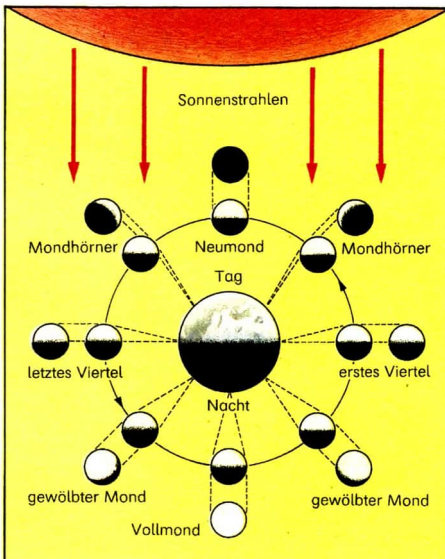 Sonnenstrahlen
Mondhörner
Neumond
Mondhörner
Tag
letztes Viertel
erstes Viertel
Nacht
gewölbter Mond
gewölbter Mond
Vollmond